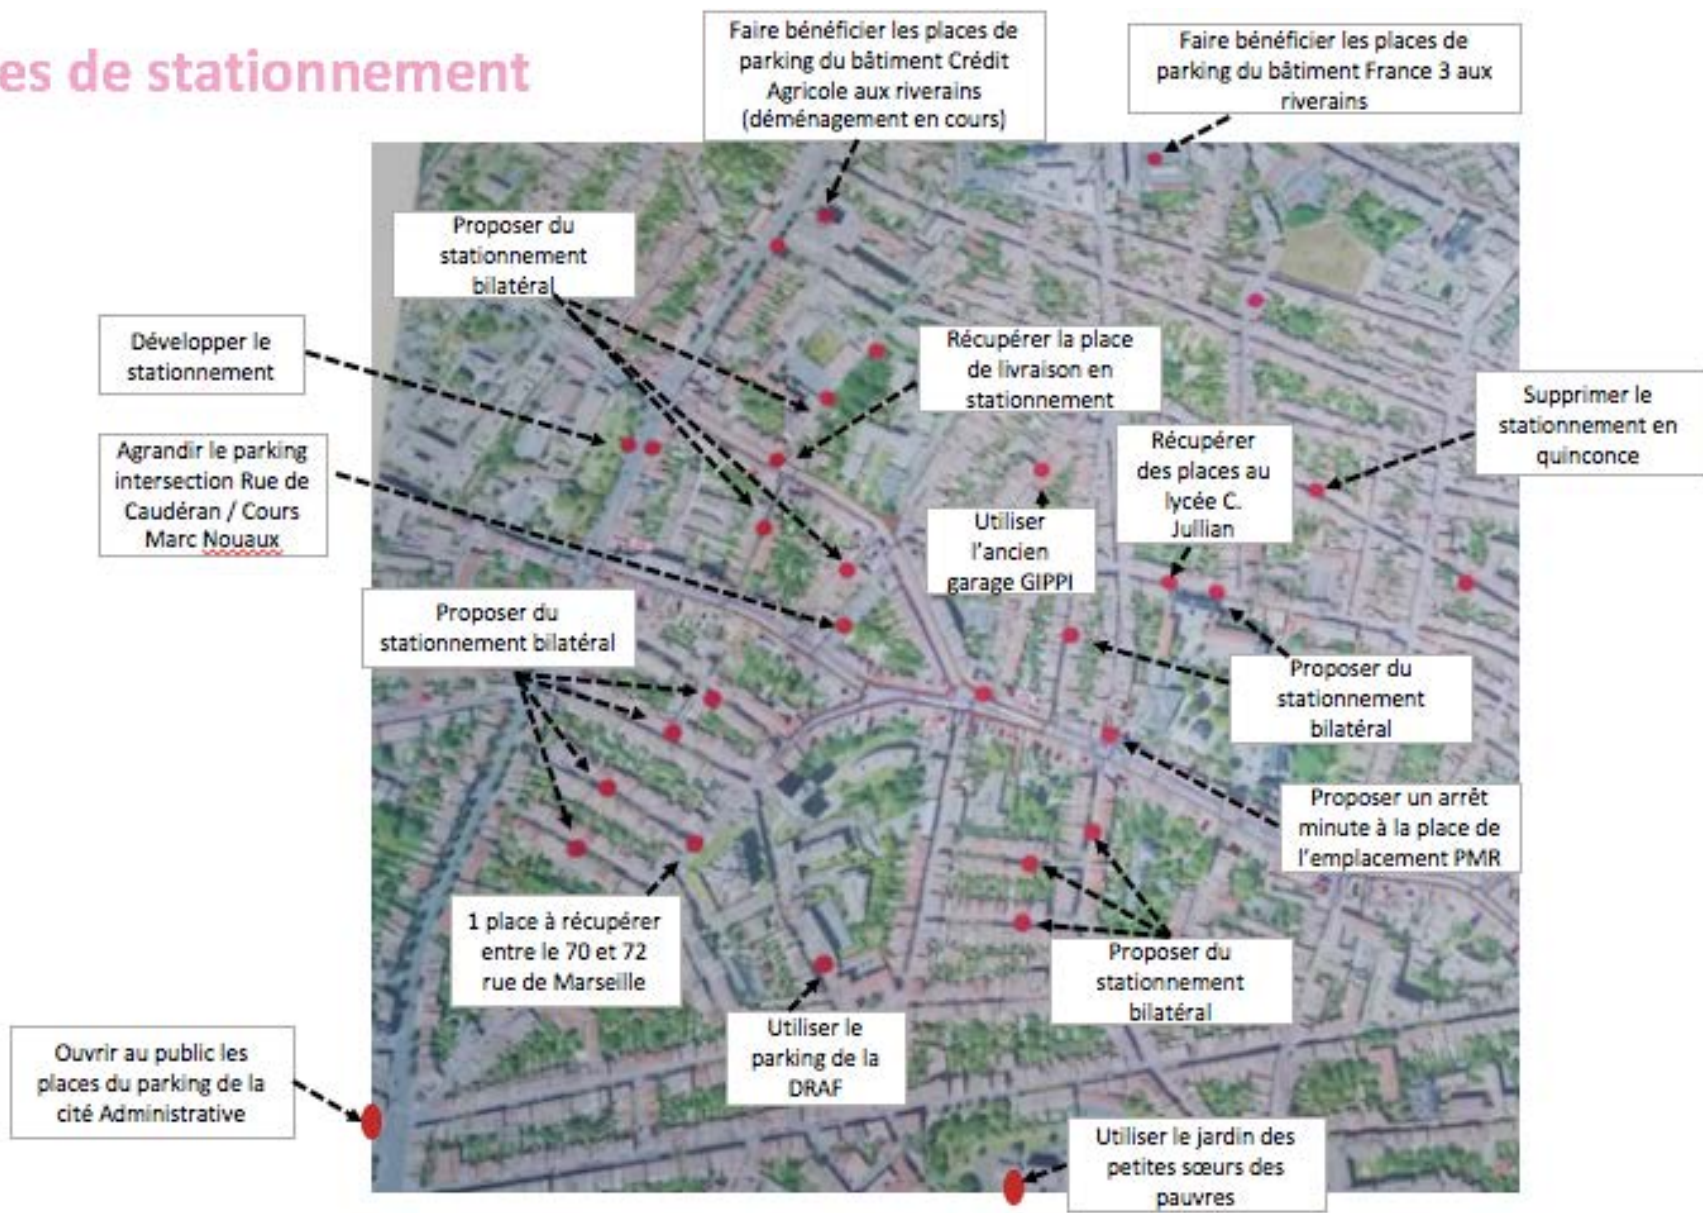 es de stationnement
Faire bénéficier les places de
parking du bâtiment Crédit
Agricole aux riverains
(déménagement en cours)
Faire bénéficier les places de
parking du bâtiment France 3 aux
riverains
Proposer du
stationnement
bilatéral
Développer le
stationnement
Récupérer la place
de livraison en
stationnement
Supprimer le
stationnement en
quinconce
Agrandir le parking
intersection Rue de
Caudéran / Cours
Marc Nouaux
Récupérer
des places au
lycée C.
Jullian
Utiliser
l'ancien
garage GIPPI
Proposer du
stationnement bilatéral
Proposer du
stationnement
bilatéral
Proposer un arrêt
minute à la place de
l'emplacement PMR
1 place à récupérer
entre le 70 et 72
rue de Marseille
Proposer du
stationnement
bilatéral
Utiliser le
parking de la
DRAF
Ouvrir au public les
places du parking de la
cité Administrative
Utiliser le jardin des
petites sœurs des
pauvres